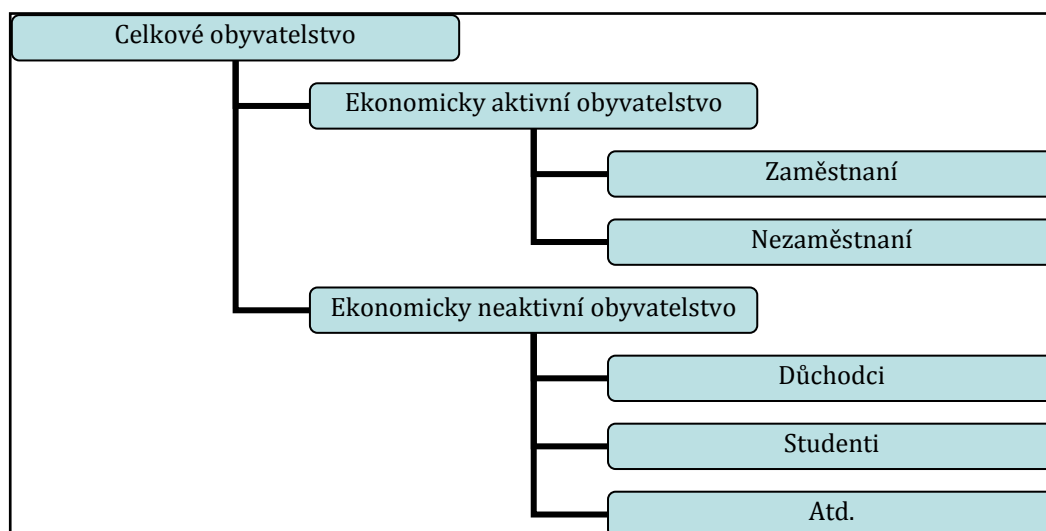 Celkové obyvatelstvo
Ekonomicky aktivní obyvatelstvo
Zaměstnaní
Nezaměstnaní
Ekonomicky neaktivní obyvatelstvo
Důchodci
Studenti
Atd.